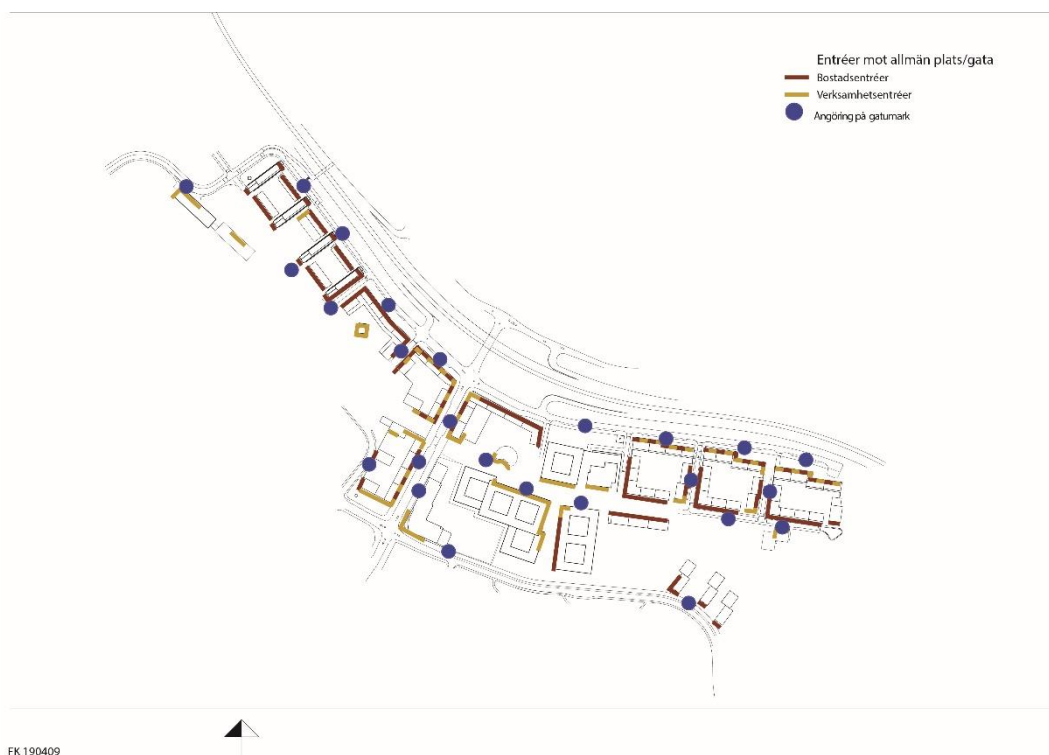 Entréer mot allmän plats/gata
Bostadsentréer
Verksamhetsentréer
Angöring på gatumark
FK 190409